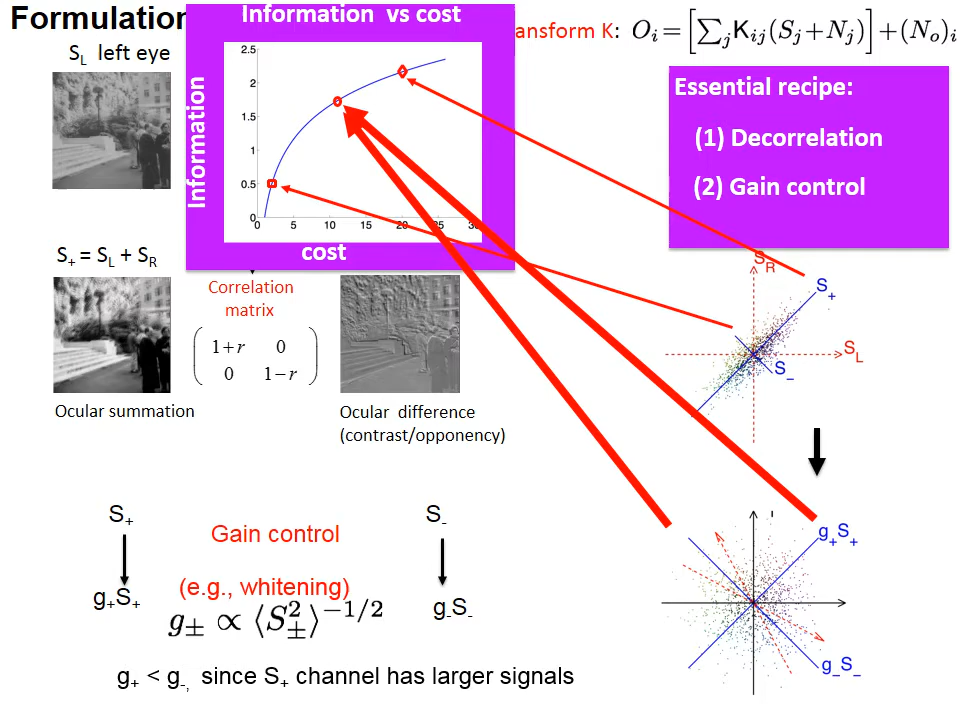 Formulation
Information vs cost
ansform K: O_i = [∑_j K_ij (S_j + N_j)] + (N_o)_i
S_L left eye
Information
2.5
2
1.5
1
0.5
0
0 5 10 15 20 25 30
cost
Essential recipe:
(1) Decorrelation
(2) Gain control
S_+ = S_L + S_R
Correlation
matrix
1+r 0
0 1−r
Ocular summation
Ocular difference
(contrast/opponency)
S_R
S_+
S_L
S_-
S_+
Gain control
S_-
(e.g., whitening)
g_+S_+
g_-S_-
g_± ∝ ⟨S_±^2⟩^{−1/2}
g_+ < g_-, since S_+ channel has larger signals
g_+S_+
g_-S_-